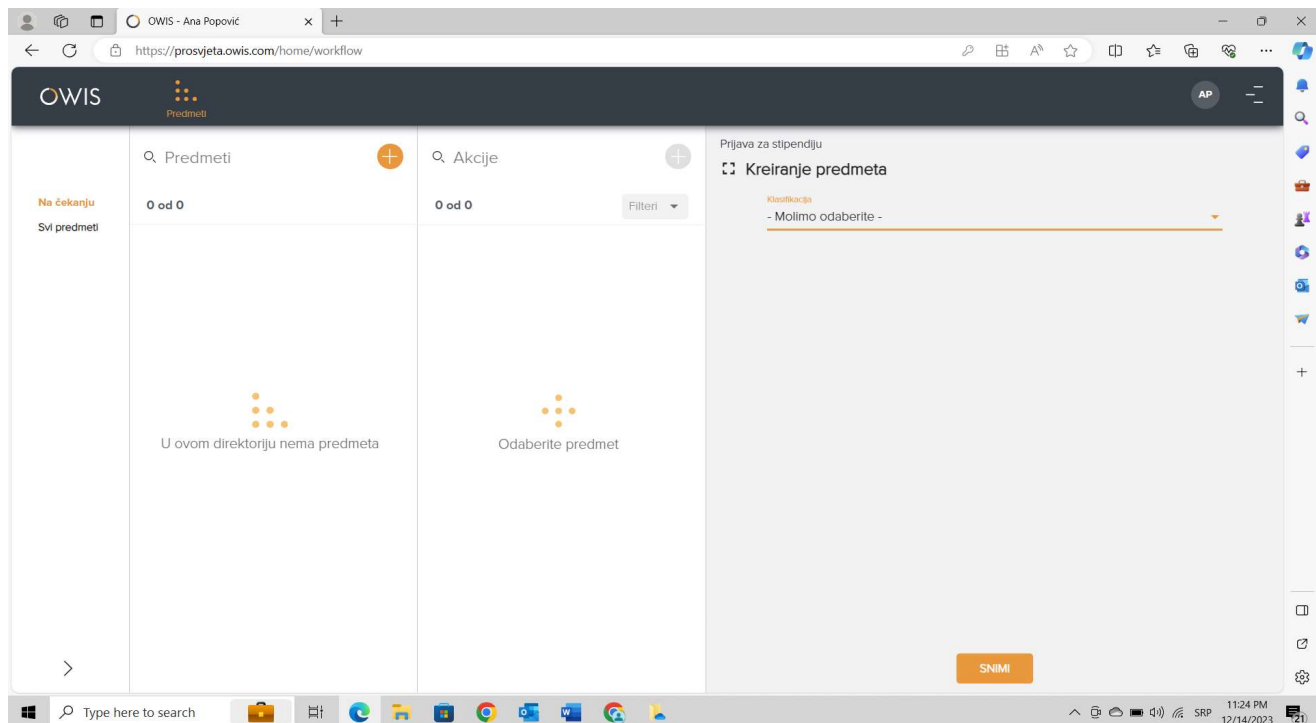 OWIS - Ana Popović
https://prosvjeta.owis.com/home/workflow
OWIS
Predmeti
AP
Na čekanju
Svi predmeti
Predmeti
0 od 0
U ovom direktoriju nema predmeta
Akcije
0 od 0
Filteri
Odaberite predmet
Prijava za stipendiju
Kreiranje predmeta
Klasifikacija
- Molimo odaberite -
SNIMI
Type here to search
SRP
11:24 PM
12/14/2023